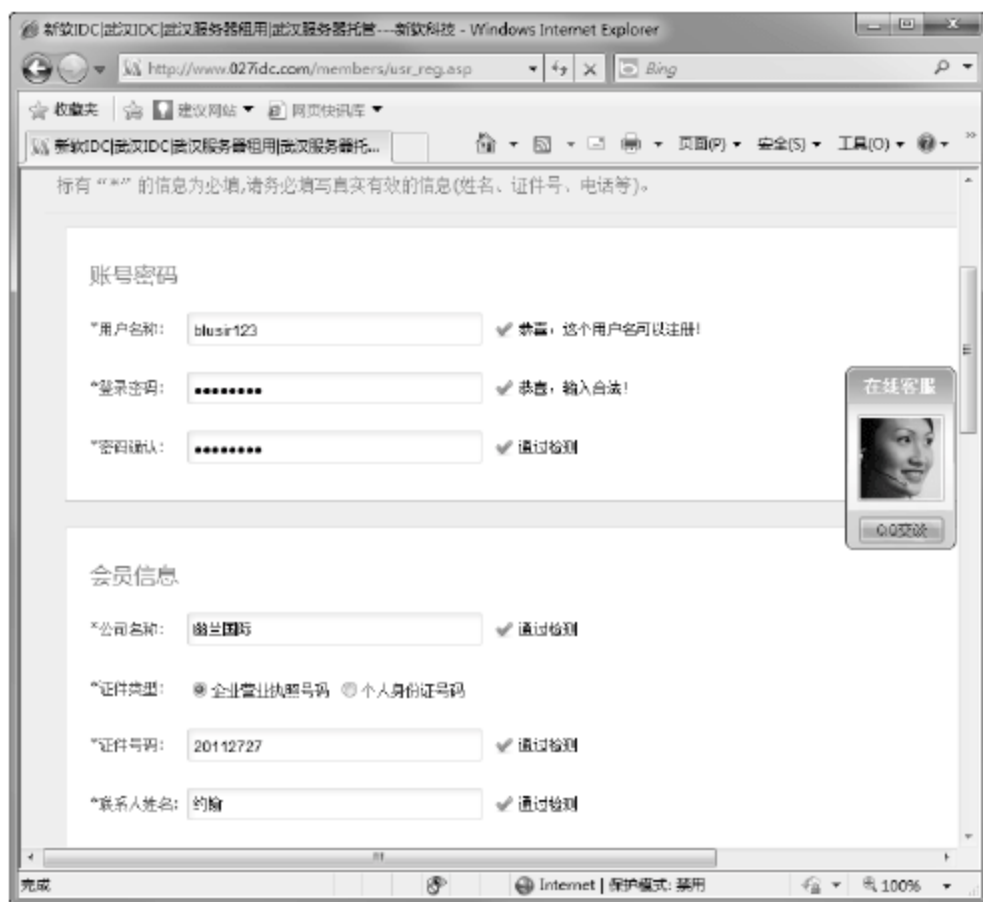 新软IDC|武汉IDC|武汉服务器租用|武汉服务器托管---新软科技 - Windows Internet Explorer
http://www.027idc.com/members/usr_reg.asp
Bing
收藏夹 建议网站 网页快讯库
新软IDC|武汉IDC|武汉服务器租用|武汉服务器托...
页面(P) 安全(S) 工具(O)
标有 “*” 的信息为必填,请务必填写真实有效的信息(姓名、证件号、电话等)。
账号密码
*用户名称: blusir123 恭喜，这个用户名可以注册!
*登录密码: ●●●●●●●● 恭喜，输入合法!
*密码确认: ●●●●●●●● 通过检测
在线客服
QQ交谈
会员信息
*公司名称: 幽兰国际 通过检测
*证件类型: 企业营业执照号码 个人身份证号码
*证件号码: 20112727 通过检测
*联系人姓名: 约翰 通过检测
完成 Internet | 保护模式: 禁用 100%